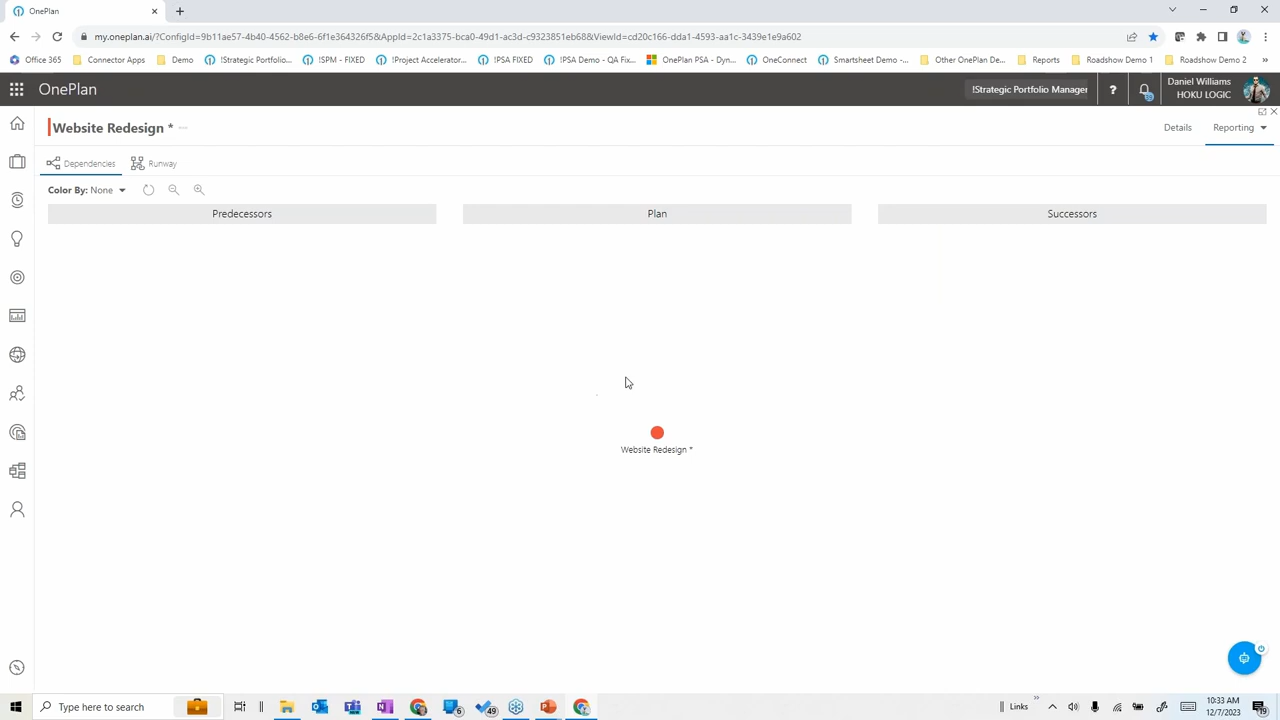 OnePlan
my.oneplan.ai/?ConfigId=9b11ae57-4b40-4562-b8e6-6f1e364326f5&AppId=2c1a3375-bca0-49d1-ac3d-c9323851eb68&ViewId=cd20c166-dda1-4593-aa1c-3439e1e9a602
Office 365
Connector Apps
Demo
!Strategic Portfolio...
!SPM - FIXED
!Project Accelerator...
!PSA FIXED
!PSA Demo - QA Fix...
OnePlan PSA - Dyn...
OneConnect
Smartsheet Demo -...
Other OnePlan De...
Reports
Roadshow Demo 1
Roadshow Demo 2
»
OnePlan
!Strategic Portfolio Manager
?
Daniel Williams
HOKU LOGIC
Website Redesign * ...
Details
Reporting
Dependencies
Runway
Color By: None
Predecessors
Plan
Successors
Website Redesign *
Type here to search
6
49
Links
»
10:33 AM
12/7/2023
19